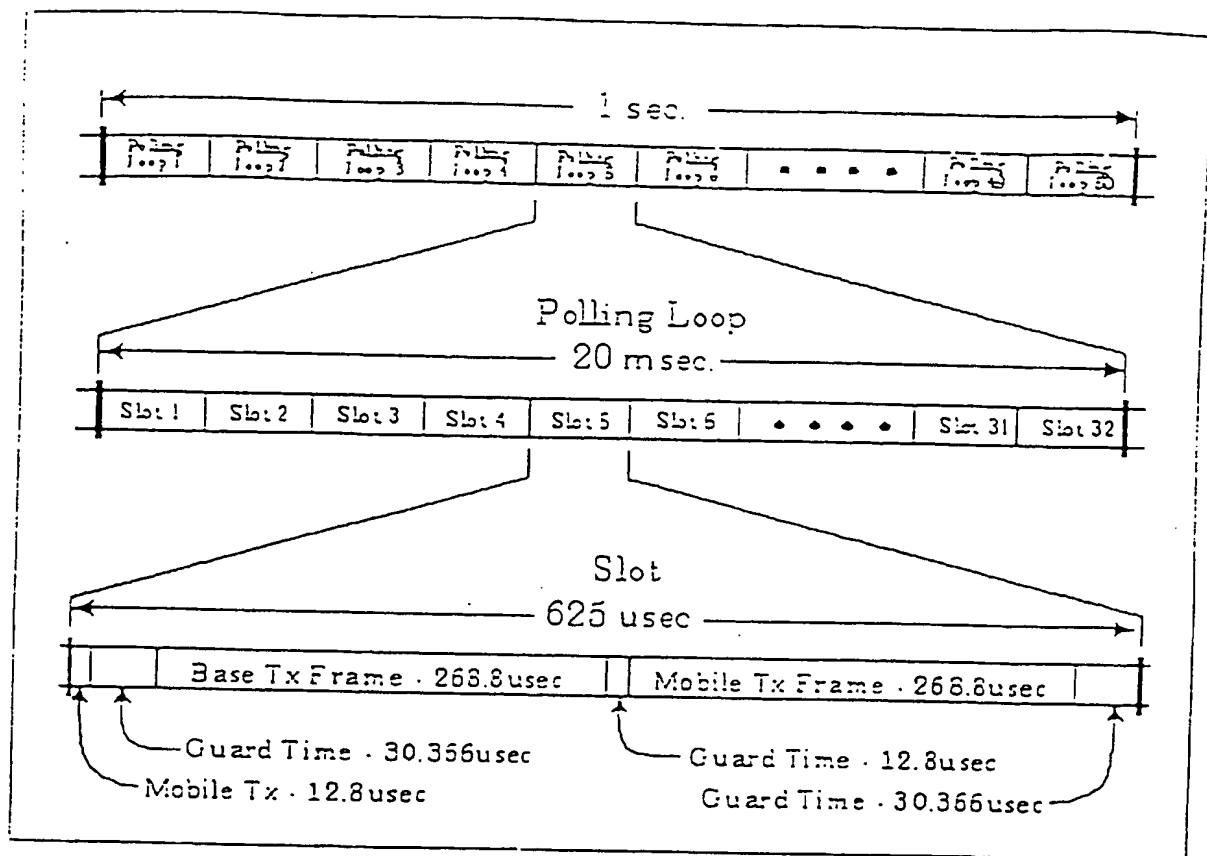 1 sec.
Polling Loop 1 Polling Loop 2 Polling Loop 3 Polling Loop 4 Polling Loop 5 Polling Loop 6 • • • • Polling Loop Polling Loop
Polling Loop
20 msec.
Slot 1 Slot 2 Slot 3 Slot 4 Slot 5 Slot 6 • • • • Slot 31 Slot 32
Slot
625 usec
Base Tx Frame - 268.8usec Mobile Tx Frame - 268.8usec
Guard Time - 30.366usec Guard Time - 12.8usec
Mobile Tx - 12.8usec Guard Time - 30.366usec